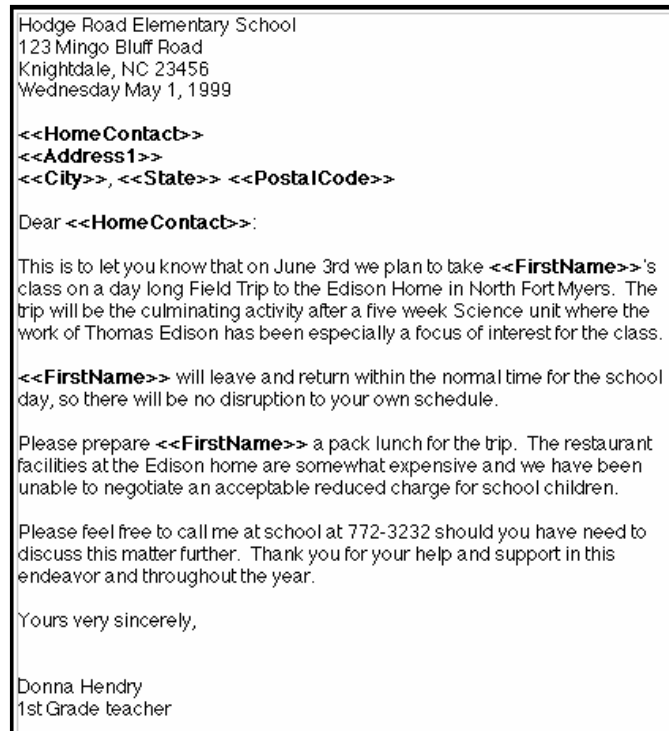 Hodge Road Elementary School
123 Mingo Bluff Road
Knightdale, NC 23456
Wednesday May 1, 1999
<<HomeContact>>
<<Address1>>
<<City>>, <<State>> <<PostalCode>>
Dear <<HomeContact>>:
This is to let you know that on June 3rd we plan to take <<FirstName>>'s
class on a day long Field Trip to the Edison Home in North Fort Myers.  The
trip will be the culminating activity after a five week Science unit where the
work of Thomas Edison has been especially a focus of interest for the class.
<<FirstName>> will leave and return within the normal time for the school
day, so there will be no disruption to your own schedule.
Please prepare <<FirstName>> a pack lunch for the trip.  The restaurant
facilities at the Edison home are somewhat expensive and we have been
unable to negotiate an acceptable reduced charge for school children.
Please feel free to call me at school at 772-3232 should you have need to
discuss this matter further.  Thank you for your help and support in this
endeavor and throughout the year.
Yours very sincerely,
Donna Hendry
1st Grade teacher